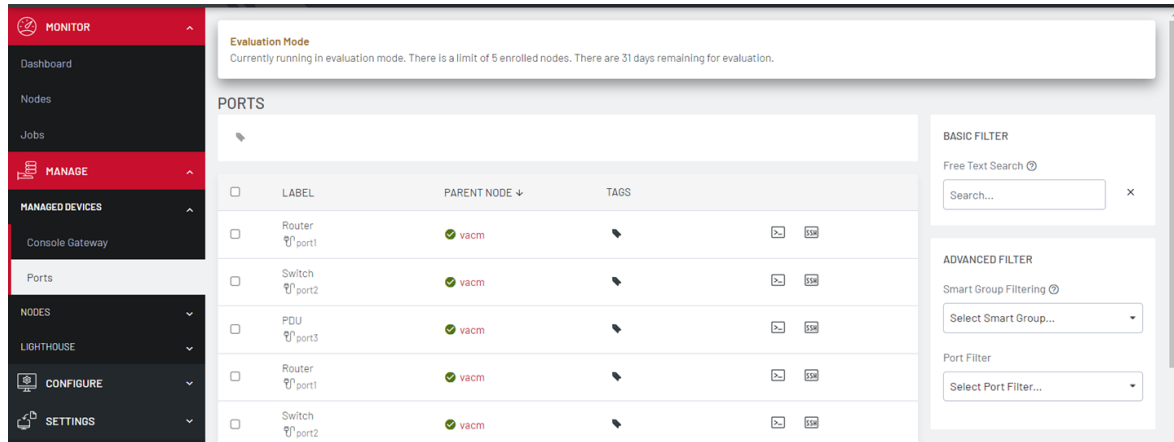 MONITOR
Dashboard
Nodes
Jobs
MANAGE
MANAGED DEVICES
Console Gateway
Ports
NODES
LIGHTHOUSE
CONFIGURE
SETTINGS
Evaluation Mode
Currently running in evaluation mode. There is a limit of 5 enrolled nodes. There are 31 days remaining for evaluation.
PORTS
LABEL PARENT NODE TAGS
Router
port1 vacm SSH
Switch
port2 vacm SSH
PDU
port3 vacm SSH
Router
port1 vacm SSH
Switch
port2 vacm SSH
BASIC FILTER
Free Text Search
Search...
ADVANCED FILTER
Smart Group Filtering
Select Smart Group...
Port Filter
Select Port Filter...